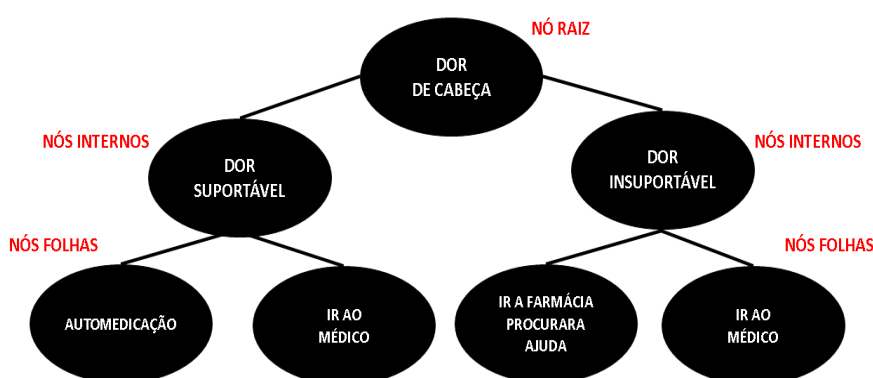 NÓ RAIZ
DOR
DE CABEÇA
NÓS INTERNOS
DOR
SUPORTÁVEL
DOR
INSUPORTÁVEL
NÓS INTERNOS
NÓS FOLHAS
NÓS FOLHAS
AUTOMEDICAÇÃO
IR AO
MÉDICO
IR A FARMÁCIA
PROCURARA
AJUDA
IR AO
MÉDICO